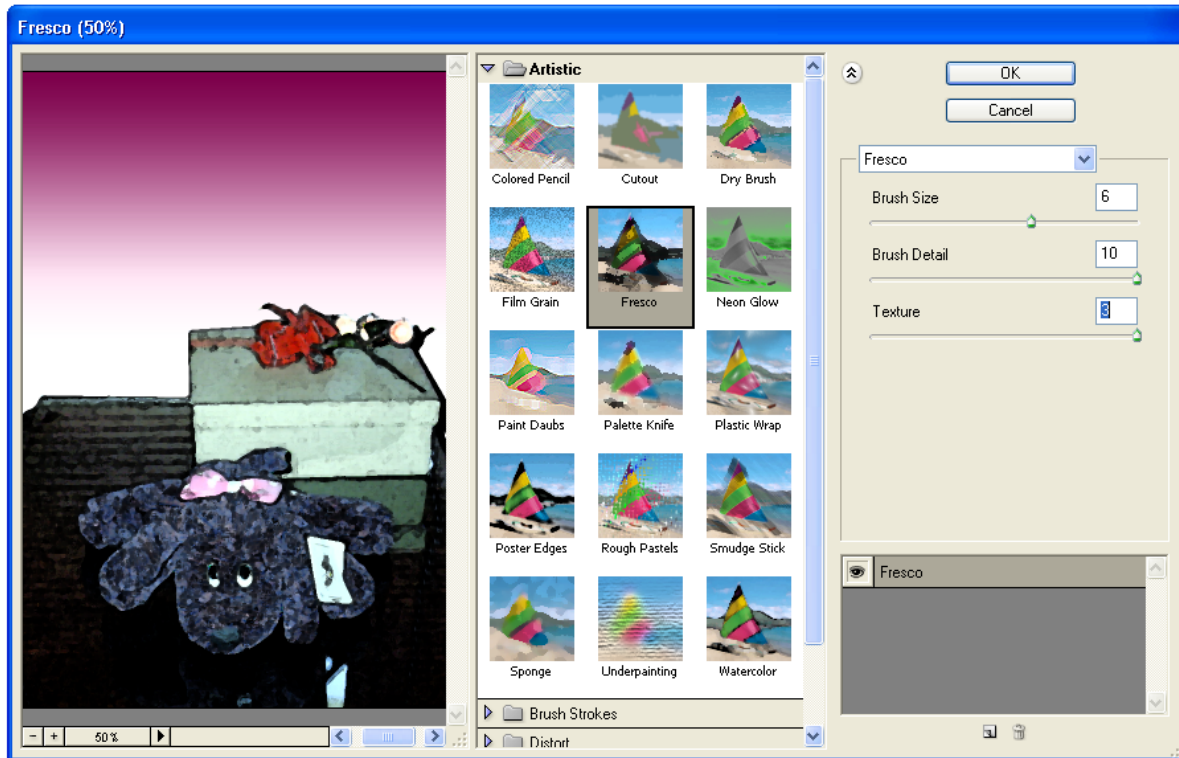 Fresco (50%)
Artistic
Colored Pencil
Cutout
Dry Brush
Film Grain
Fresco
Neon Glow
Paint Daubs
Palette Knife
Plastic Wrap
Poster Edges
Rough Pastels
Smudge Stick
Sponge
Underpainting
Watercolor
Brush Strokes
Distort
- + 50%
OK
Cancel
Fresco
Brush Size 6
Brush Detail 10
Texture 3
Fresco